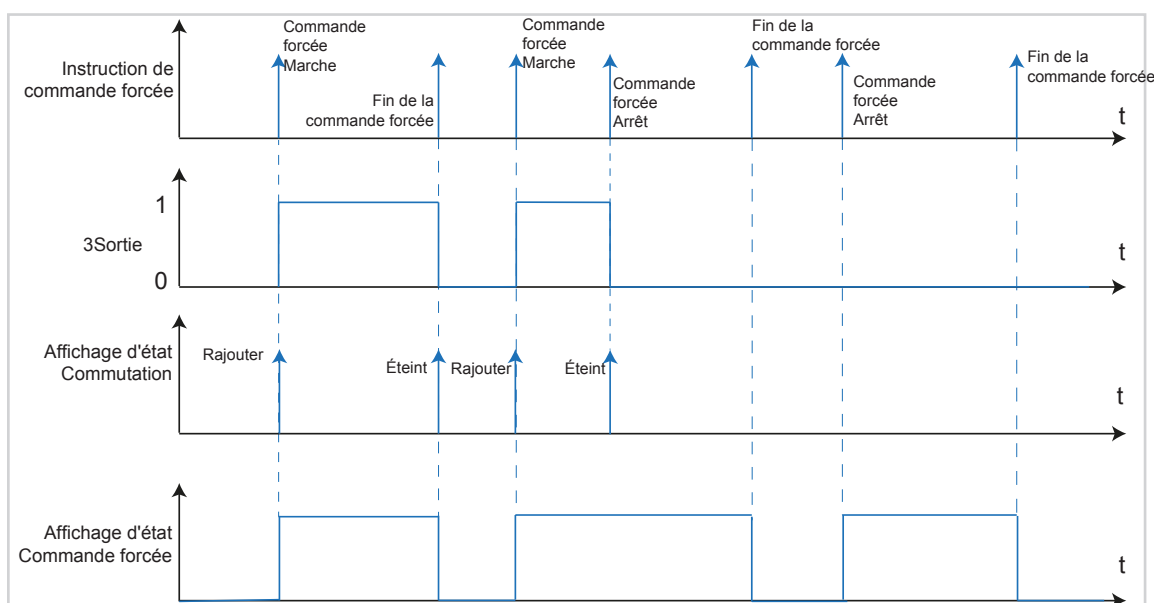 Commande
forcée
Marche
Commande
forcée
Marche
Fin de la
commande forcée
Fin de la
commande forcée
Instruction de
commande forcée
Fin de la
commande forcée
Commande
forcée
Arrêt
Commande
forcée
Arrêt
t
1
3Sortie
0
t
Affichage d'état
Commutation
Rajouter
Éteint
Rajouter
Éteint
t
Affichage d'état
Commande forcée
t